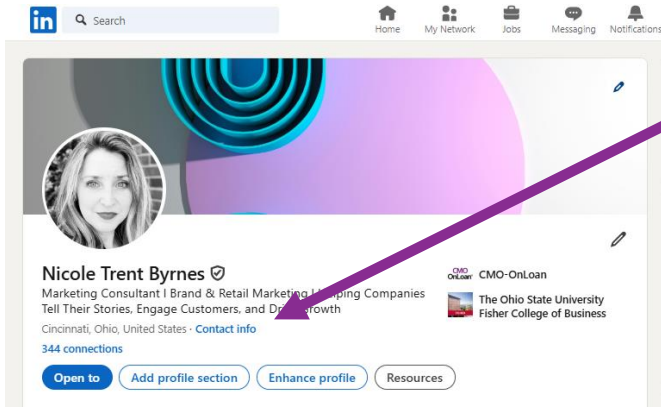 in
Search
Home
My Network
Jobs
Messaging
Notifications
Nicole Trent Byrnes
Marketing Consultant I Brand & Retail Marketing
Companies
Tell Their Stories, Engage Customers, and
Cincinnati, Ohio, United States · Contact info
344 connections
CMO OnLoan
CMO-OnLoan
The Ohio State University
Fisher College of Business
Open to
Add profile section
Enhance profile
Resources